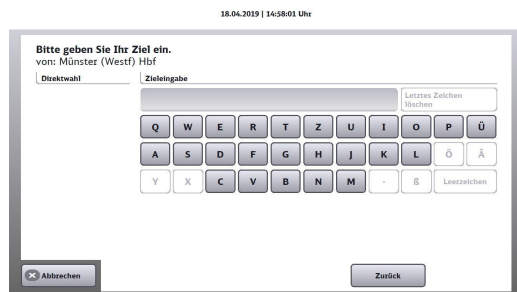 18.04.2019 | 14:58:01 Uhr
Bitte geben Sie Ihr Ziel ein.
von: Münster (Westf) Hbf
Direktwahl
Zieleingabe
Letztes Zeichen
löschen
Q W E R T Z U I O P Ü
A S D F G H J K L Ö Ä
Y X C V B N M - ß Leerzeichen
Abbrechen
Zurück